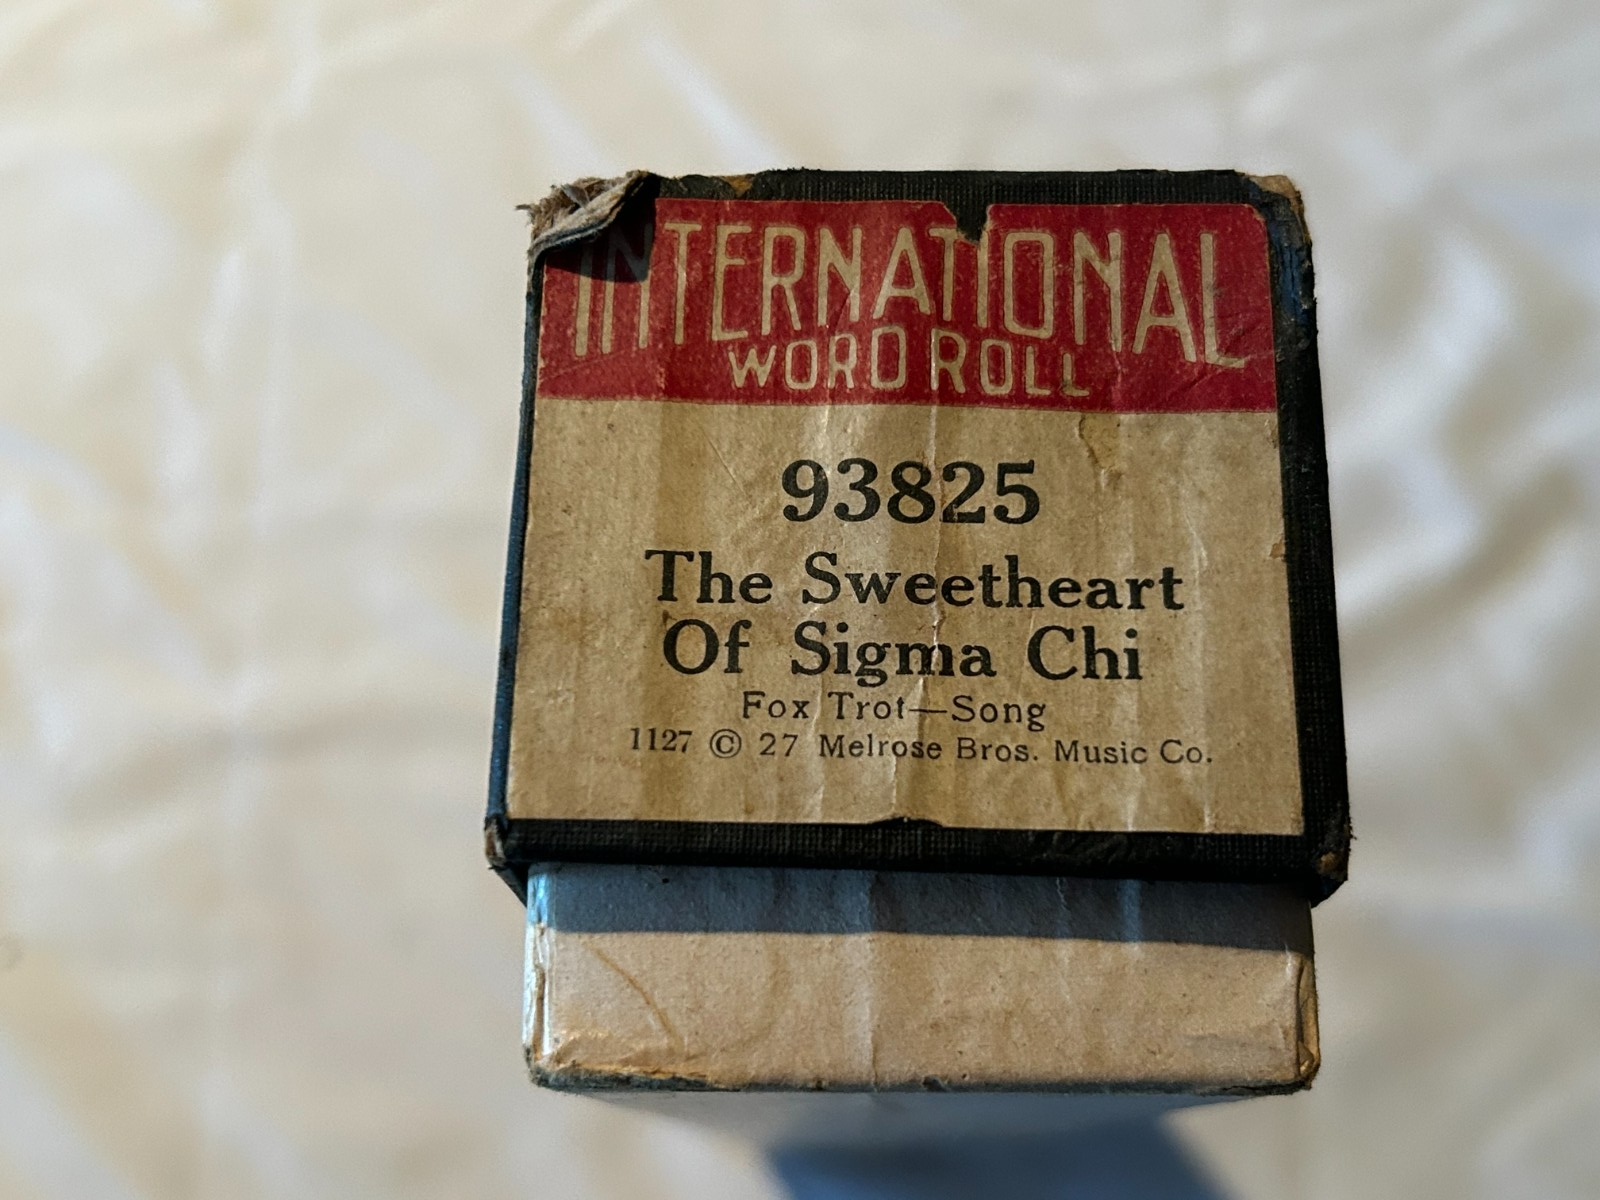 INTERNATIONAL
WORD ROLL
93825
The Sweetheart
Of Sigma Chi
Fox Trot—Song
1127 © 27 Melrose Bros. Music Co.